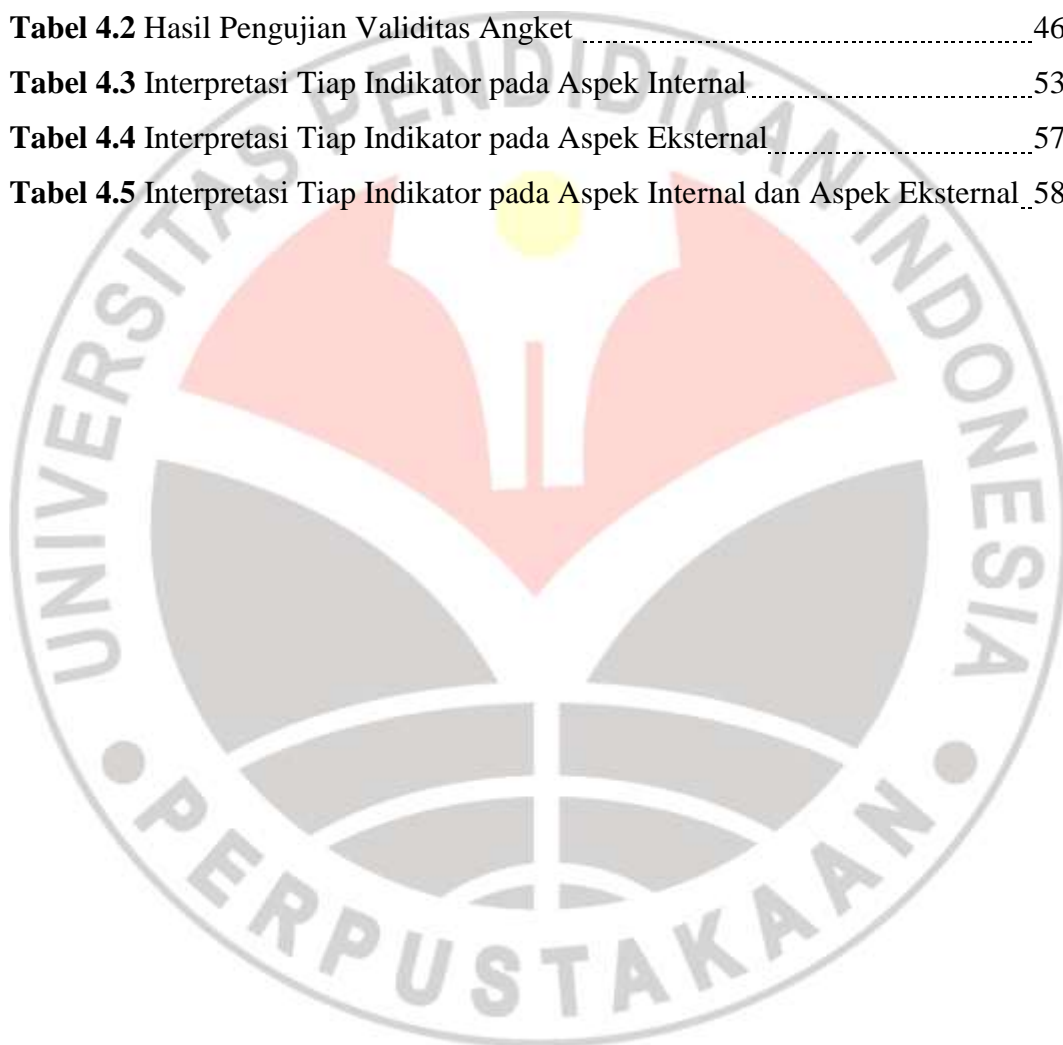 Tabel 4.2 Hasil Pengujian Validitas Angket 46
Tabel 4.3 Interpretasi Tiap Indikator pada Aspek Internal 53
Tabel 4.4 Interpretasi Tiap Indikator pada Aspek Eksternal 57
Tabel 4.5 Interpretasi Tiap Indikator pada Aspek Internal dan Aspek Eksternal 58
UNIVERSITAS PENDIDIKAN INDONESIA
PERPUSTAKAAN